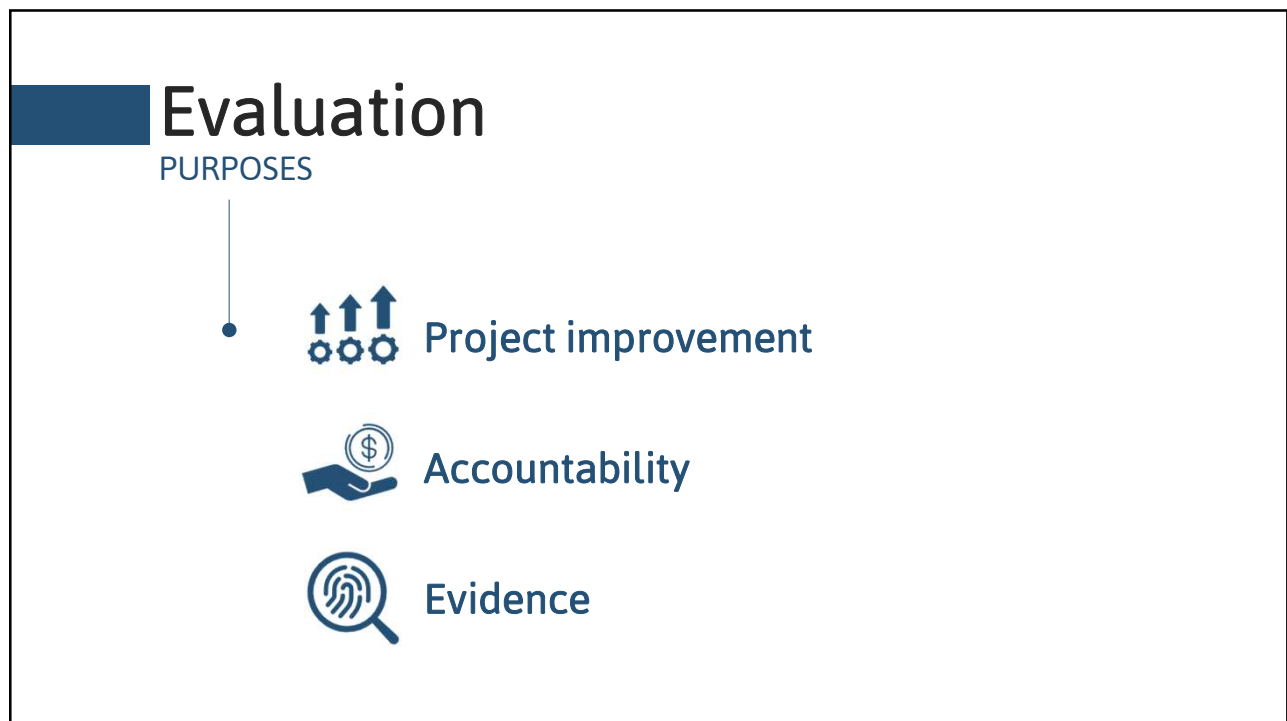 Evaluation
PURPOSES
Project improvement
$
Accountability
Evidence